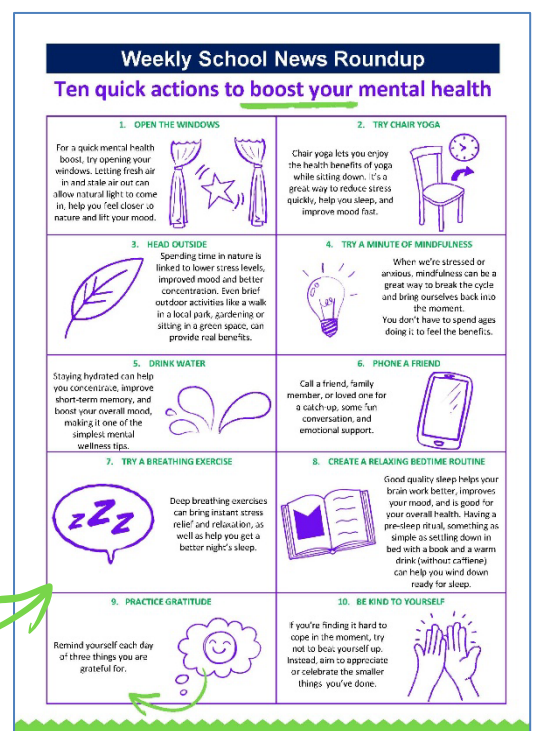 Weekly School News Roundup
Ten quick actions to boost your mental health
1. OPEN THE WINDOWS
For a quick mental health
boost, try opening your
windows. Letting fresh air
in and stale air out can
allow natural light to come
in, help you feel closer to
nature and lift your mood.
2. TRY CHAIR YOGA
Chair yoga lets you enjoy
the health benefits of yoga
while sitting down. It's a
great way to reduce stress
quickly, help you sleep, and
improve mood fast.
3. HEAD OUTSIDE
Spending time in nature is
linked to lower stress levels,
improved mood and better
concentration. Even brief
outdoor activities like a walk
in a local park, gardening or
sitting in a green space, can
provide real benefits.
4. TRY A MINUTE OF MINDFULNESS
When we're stressed or
anxious, mindfulness can be a
great way to break the cycle
and bring ourselves back into
the moment.
You don't have to spend ages
doing it to feel the benefits.
5. DRINK WATER
Staying hydrated can help
you concentrate, improve
short-term memory, and
boost your overall mood,
making it one of the
simplest mental
wellness tips.
6. PHONE A FRIEND
Call a friend, family
member, or loved one for
a catch-up, some fun
conversation, and
emotional support.
7. TRY A BREATHING EXERCISE
zzz
Deep breathing exercises
can bring instant stress
relief and relaxation, as
well as help you get a
better night's sleep.
8. CREATE A RELAXING BEDTIME ROUTINE
Good quality sleep helps your
brain work better, improves
your mood, and is good for
your overall health. Having a
pre-sleep ritual, something as
simple as settling down in
bed with a book and a warm
drink (without caffiene)
can help you wind down
ready for sleep.
9. PRACTICE GRATITUDE
Remind yourself each day
of three things you are
grateful for.
10. BE KIND TO YOURSELF
If you're finding it hard to
cope in the moment, try
not to beat yourself up.
Instead, aim to appreciate
or celebrate the smaller
things you've done.